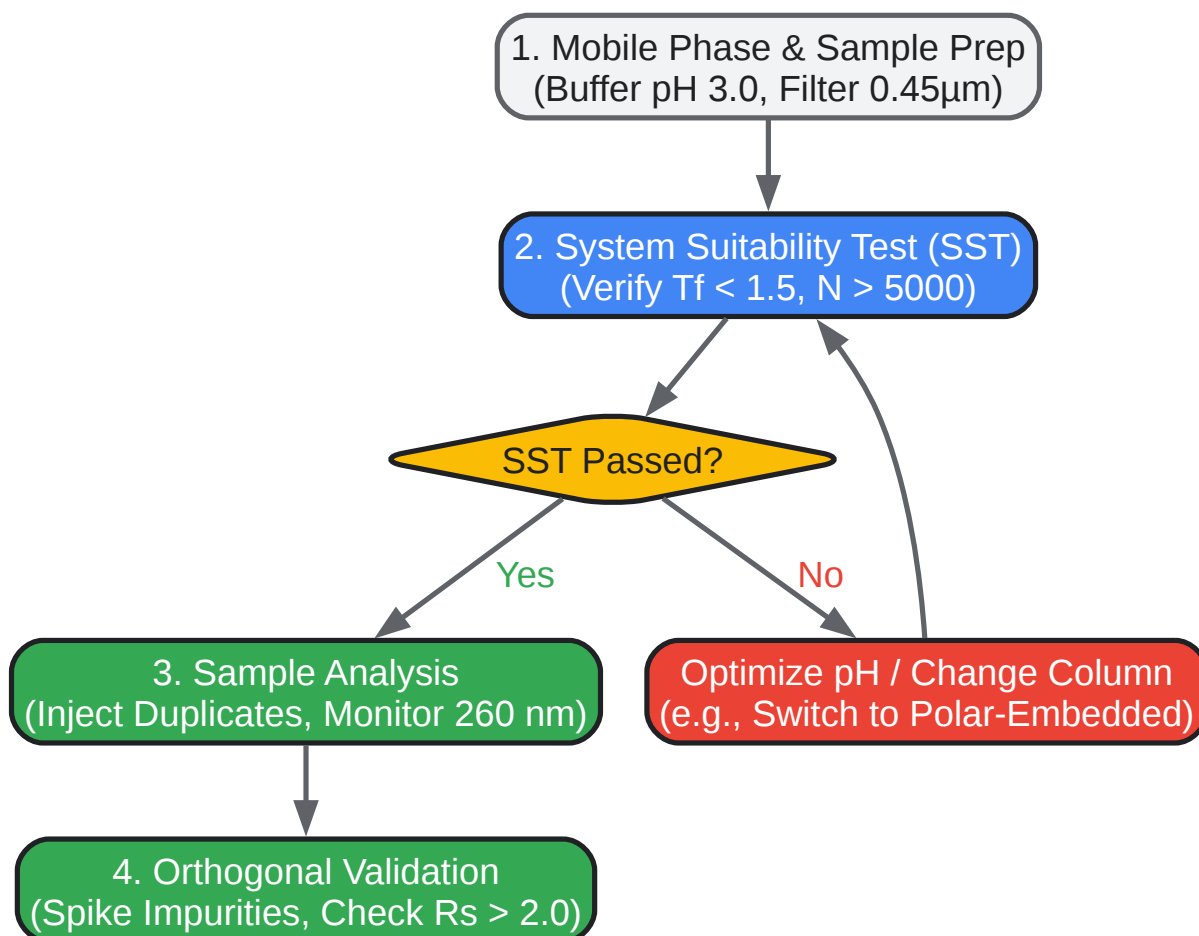 1. Mobile Phase & Sample Prep
(Buffer pH 3.0, Filter 0.45µm)
2. System Suitability Test (SST)
(Verify Tf < 1.5, N > 5000)
SST Passed?
Yes
No
3. Sample Analysis
(Inject Duplicates, Monitor 260 nm)
Optimize pH / Change Column
(e.g., Switch to Polar-Embedded)
4. Orthogonal Validation
(Spike Impurities, Check Rs > 2.0)